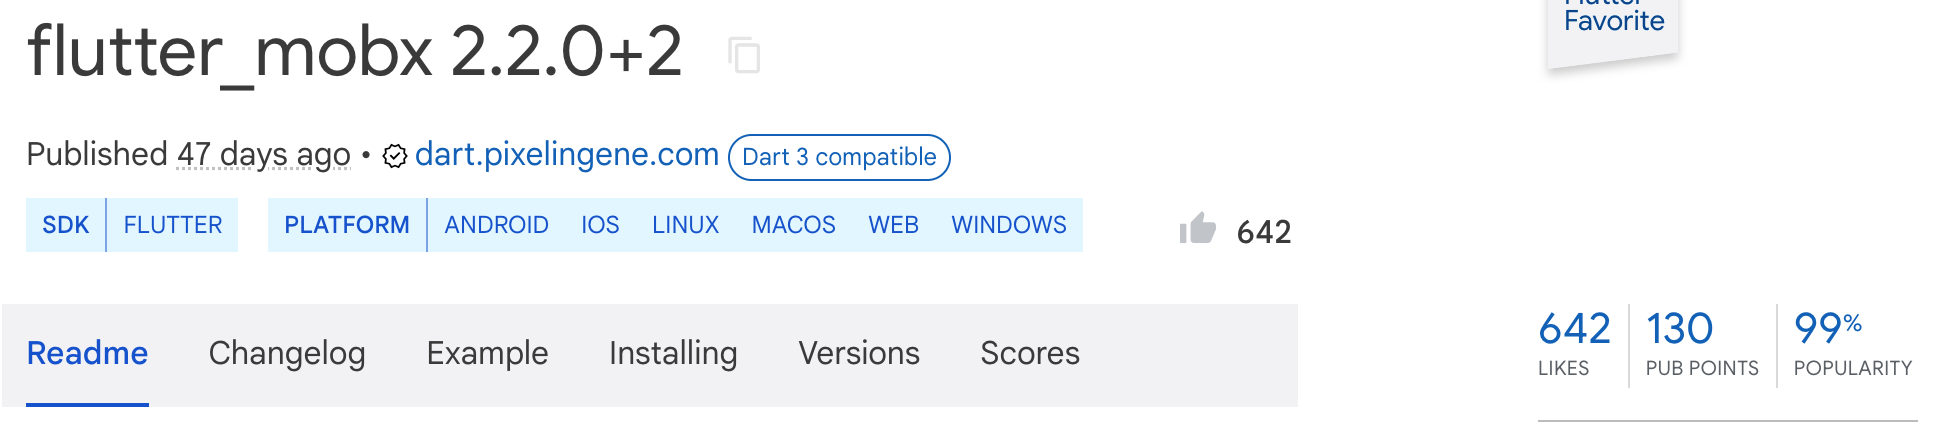 flutter_mobx 2.2.0+2
Flutter
Favorite
Published 47 days ago • dart.pixelingene.com Dart 3 compatible
SDK FLUTTER PLATFORM ANDROID IOS LINUX MACOS WEB WINDOWS
642
Readme Changelog Example Installing Versions Scores
642 130 99%
LIKES PUB POINTS POPULARITY